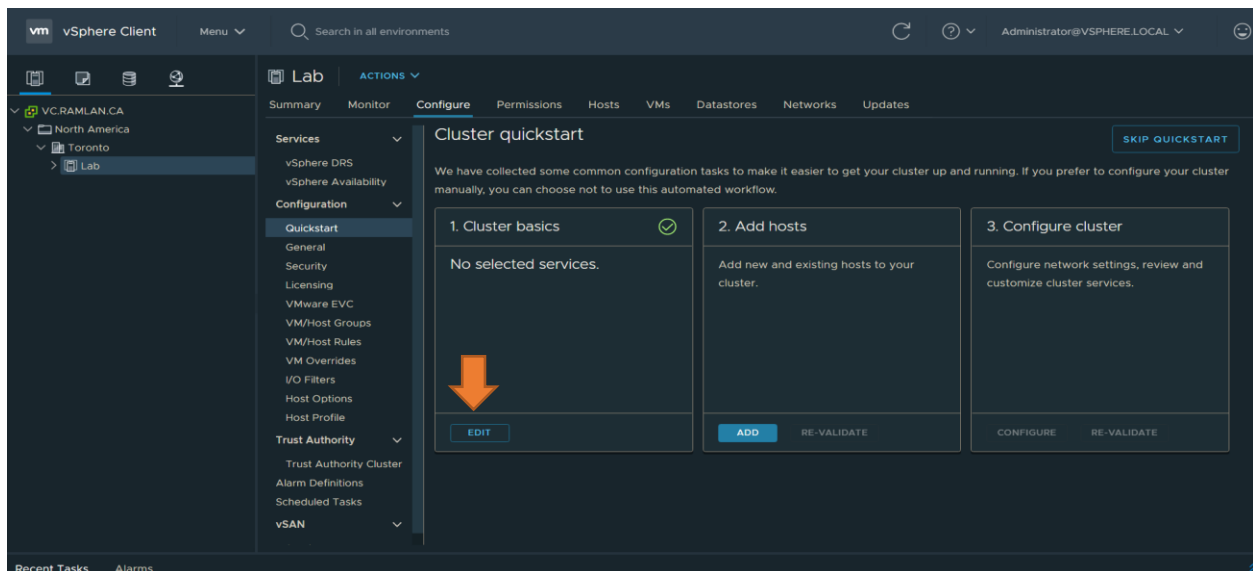 vm vSphere Client Menu Search in all environments Administrator@VSPHERE.LOCAL
VC.RAMLAN.CA
North America
Toronto
Lab
Lab ACTIONS
Summary Monitor Configure Permissions Hosts VMs Datastores Networks Updates
Services
vSphere DRS
vSphere Availability
Configuration
Quickstart
General
Security
Licensing
VMware EVC
VM/Host Groups
VM/Host Rules
VM Overrides
I/O Filters
Host Options
Host Profile
Trust Authority
Trust Authority Cluster
Alarm Definitions
Scheduled Tasks
vSAN
Cluster quickstart
SKIP QUICKSTART
We have collected some common configuration tasks to make it easier to get your cluster up and running. If you prefer to configure your cluster
manually, you can choose not to use this automated workflow.
1. Cluster basics
No selected services.
EDIT
2. Add hosts
Add new and existing hosts to your
cluster.
ADD RE-VALIDATE
3. Configure cluster
Configure network settings, review and
customize cluster services.
CONFIGURE RE-VALIDATE
Recent Tasks Alarms